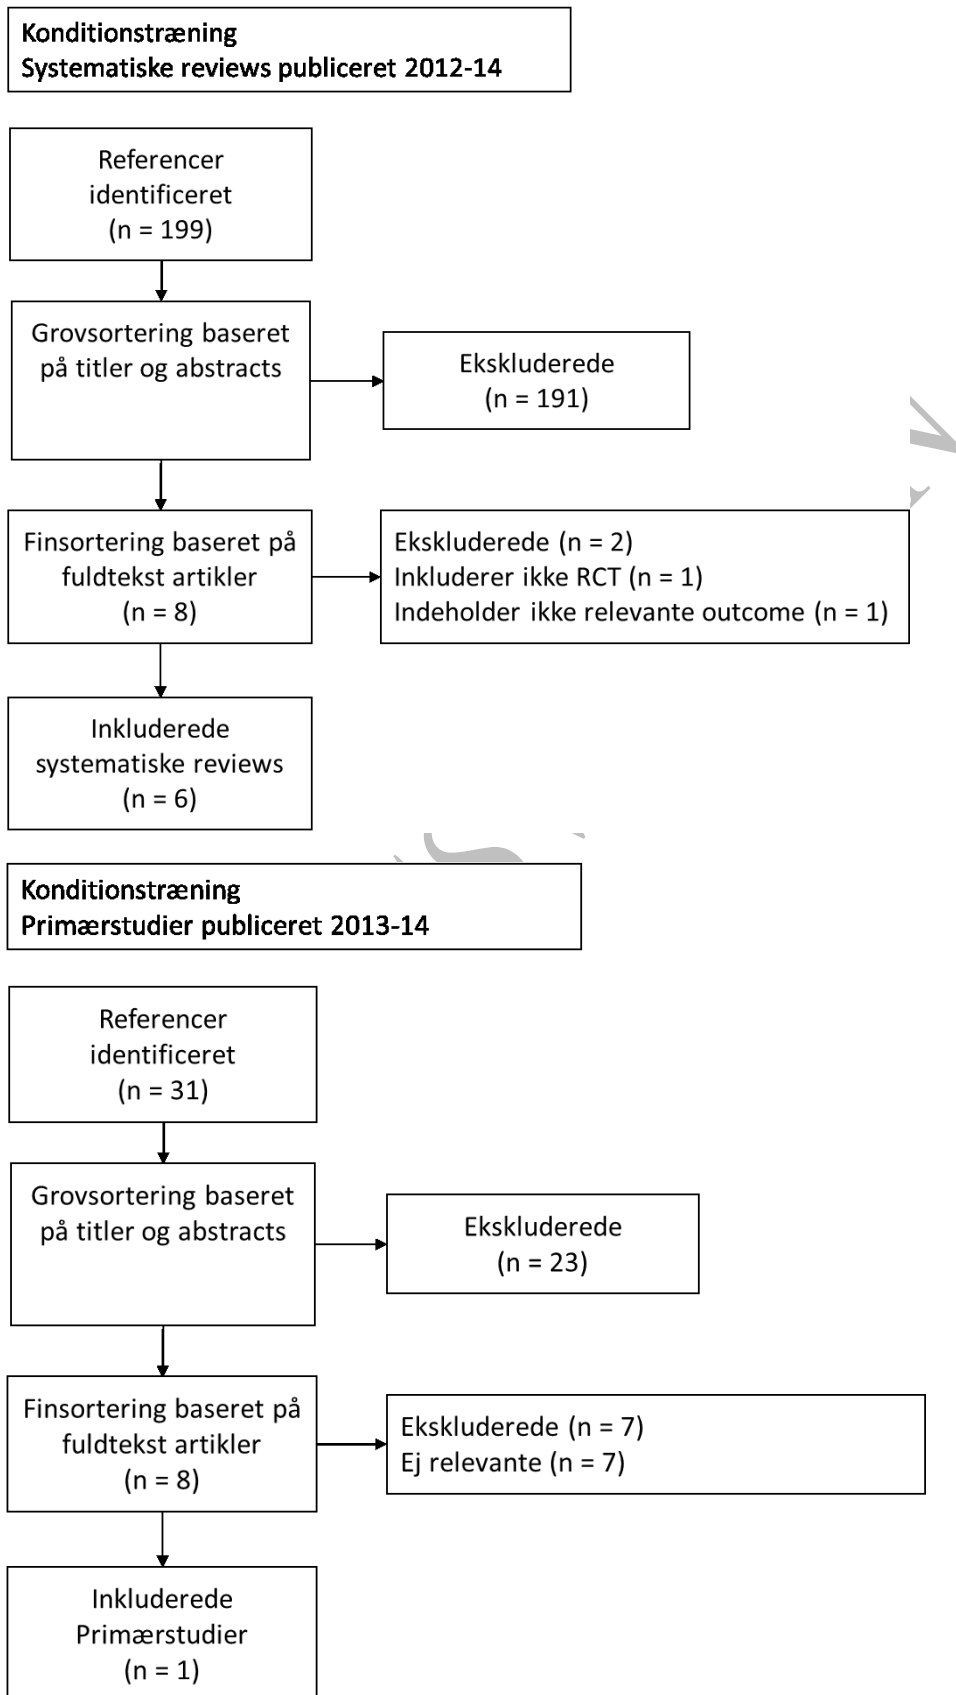 Konditionstræning
Systematiske reviews publiceret 2012-14
Referencer
identificeret
(n = 199)
Grovsortering baseret
på titler og abstracts
Ekskluderede
(n = 191)
Finsortering baseret på
fuldtekst artikler
(n = 8)
Ekskluderede (n = 2)
Inkluderer ikke RCT (n = 1)
Indeholder ikke relevante outcome (n = 1)
Inkluderede
systematiske reviews
(n = 6)
Konditionstræning
Primærstudier publiceret 2013-14
Referencer
identificeret
(n = 31)
Grovsortering baseret
på titler og abstracts
Ekskluderede
(n = 23)
Finsortering baseret på
fuldtekst artikler
(n = 8)
Ekskluderede (n = 7)
Ej relevante (n = 7)
Inkluderede
Primærstudier
(n = 1)